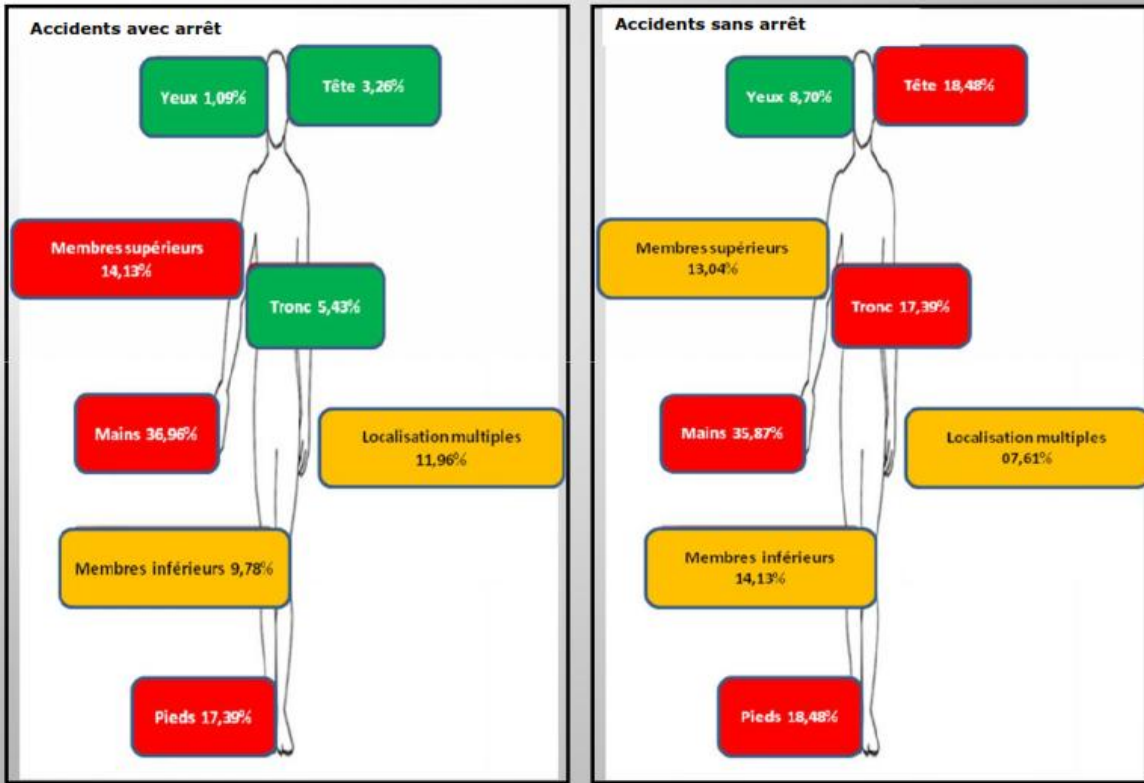 Accidents avec arrêt
Yeux 1,09%
Tête 3,26%
Membres supérieurs
14,13%
Tronc 5,43%
Mains 36,96%
Localisation multiples
11,96%
Membres inférieurs 9,78%
Pieds 17,39%
Accidents sans arrêt
Yeux 8,70%
Tête 18,48%
Membres supérieurs
13,04%
Tronc 17,39%
Mains 35,87%
Localisation multiples
07,61%
Membres inférieurs
14,13%
Pieds 18,48%